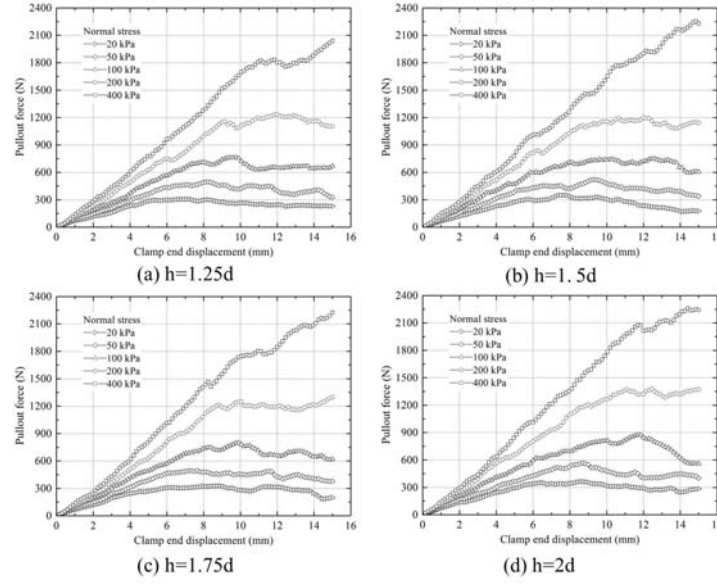 2400
2100
1800
1500
1200
900
600
300
0
Pullout force (N)
Normal stress
20 kPa
50 kPa
100 kPa
200 kPa
400 kPa
0 2 4 6 8 10 12 14 16
Clamp end displacement (mm)
(a) h=1.25d
2400
2100
1800
1500
1200
900
600
300
0
Pullout force (N)
Normal stress
20 kPa
50 kPa
100 kPa
200 kPa
400 kPa
0 2 4 6 8 10 12 14 16
Clamp end displacement (mm)
(b) h=1. 5d
2400
2100
1800
1500
1200
900
600
300
0
Pullout force (N)
Normal stress
20 kPa
50 kPa
100 kPa
200 kPa
400 kPa
0 2 4 6 8 10 12 14 16
Clamp end displacement (mm)
(c) h=1.75d
2400
2100
1800
1500
1200
900
600
300
0
Pullout force (N)
Normal stress
20 kPa
50 kPa
100 kPa
200 kPa
400 kPa
0 2 4 6 8 10 12 14 16
Clamp end displacement (mm)
(d) h=2d